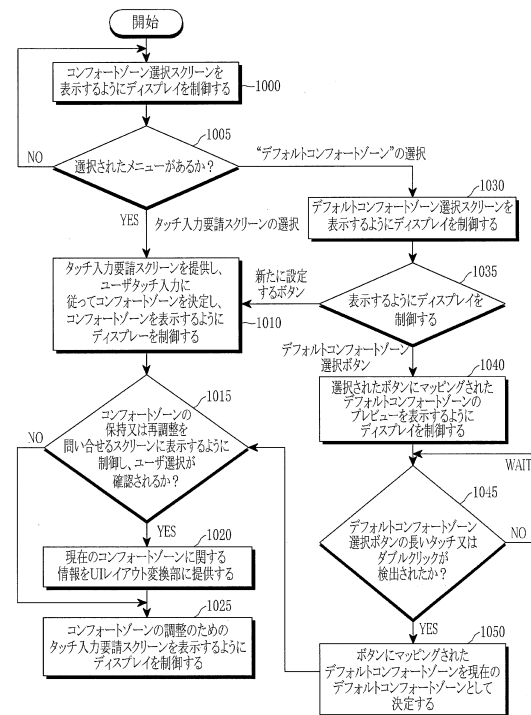 開始
コンフォートゾーン選択スクリーンを
表示するようにディスプレイを制御する
1000
1005
選択されたメニューがあるか?
NO
"デフォルトコンフォートゾーン"の選択
YES
タッチ入力要請スクリーンの選択
1030
デフォルトコンフォートゾーン選択スクリーンを
表示するようにディスプレイを制御する
タッチ入力要請スクリーンを提供し、
ユーザタッチ入力に
従ってコンフォートゾーンを決定し、
コンフォートゾーンを表示するように
ディスプレーを制御する
1010
新たに設定
するボタン
1035
表示するようにディスプレイを
制御する
デフォルトコンフォートゾーン
選択ボタン
1040
選択されたボタンにマッピングされた
デフォルトコンフォートゾーンの
プレビューを表示するように
ディスプレイを制御する
1015
コンフォートゾーンの
保持又は再調整を
問い合せるスクリーンに表示するように
制御し、ユーザ選択が
確認されるか?
NO
YES
WAIT
1045
デフォルトコンフォートゾーン
選択ボタンの長いタッチ又は
ダブルクリックが
検出されたか?
NO
YES
1020
現在のコンフォートゾーンに関する
情報をUIレイアウト変換部に提供する
1025
コンフォートゾーンの調整のための
タッチ入力要請スクリーンを表示するように
ディスプレイを制御する
1050
ボタンにマッピングされた
デフォルトコンフォートゾーンを現在の
デフォルトコンフォートゾーンとして
決定する